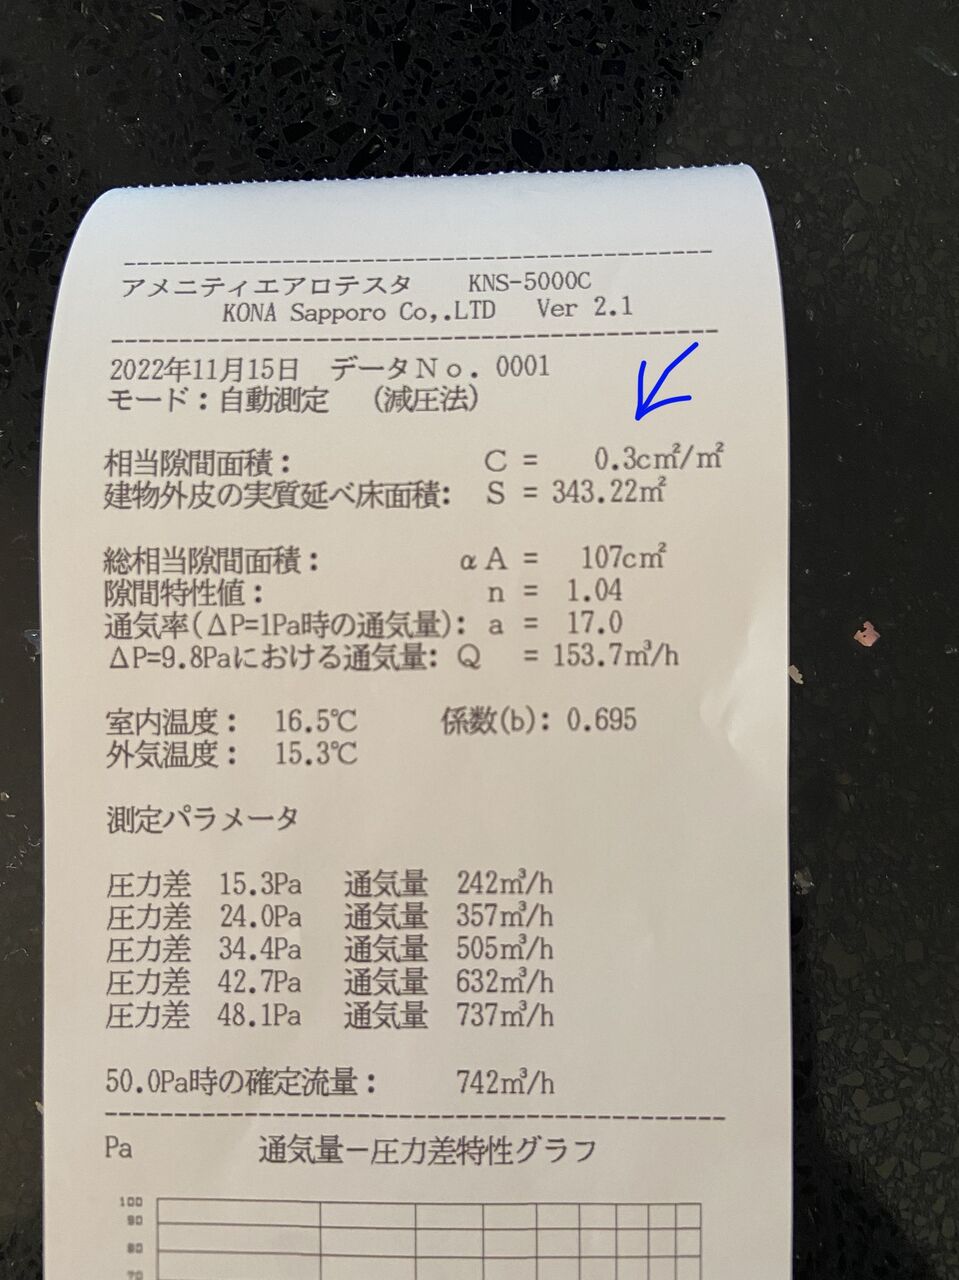 アメニティエアロテスタ KNS-5000C
KONA Sapporo Co,.LTD Ver 2.1
2022年11月15日 データNo. 0001
モード：自動測定 （減圧法）
相当隙間面積： C = 0.3c㎡/㎡
建物外皮の実質延べ床面積: S = 343.22㎡
総相当隙間面積： αA = 107c㎡
隙間特性値： n = 1.04
通気率(ΔP=1Pa時の通気量): a = 17.0
ΔP=9.8Paにおける通気量: Q = 153.7㎥/h
室内温度： 16.5℃ 係数(b): 0.695
外気温度： 15.3℃
測定パラメータ
圧力差 15.3Pa 通気量 242㎥/h
圧力差 24.0Pa 通気量 357㎥/h
圧力差 34.4Pa 通気量 505㎥/h
圧力差 42.7Pa 通気量 632㎥/h
圧力差 48.1Pa 通気量 737㎥/h
50.0Pa時の確定流量： 742㎥/h
Pa 通気量－圧力差特性グラフ
100
90
80
70